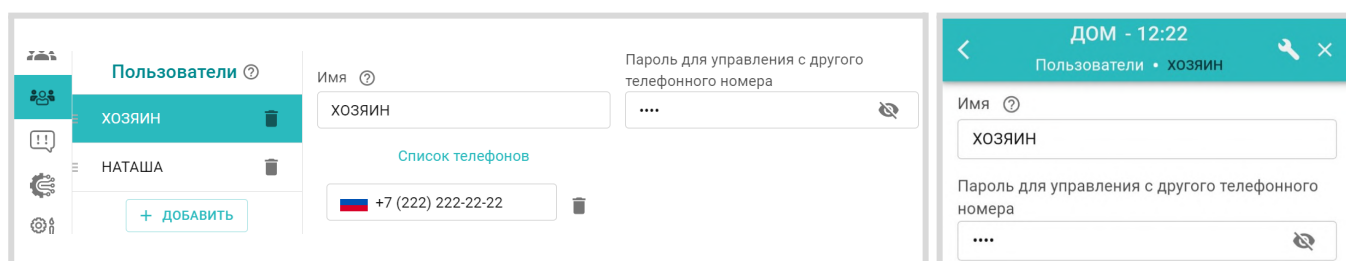 Пользователи
ХОЗЯИН
НАТАША
+ ДОБАВИТЬ
Имя
ХОЗЯИН
Пароль для управления с другого
телефонного номера
••••
Список телефонов
+7 (222) 222-22-22
ДОМ - 12:22
Пользователи • ХОЗЯИН
Имя
ХОЗЯИН
Пароль для управления с другого телефонного
номера
••••